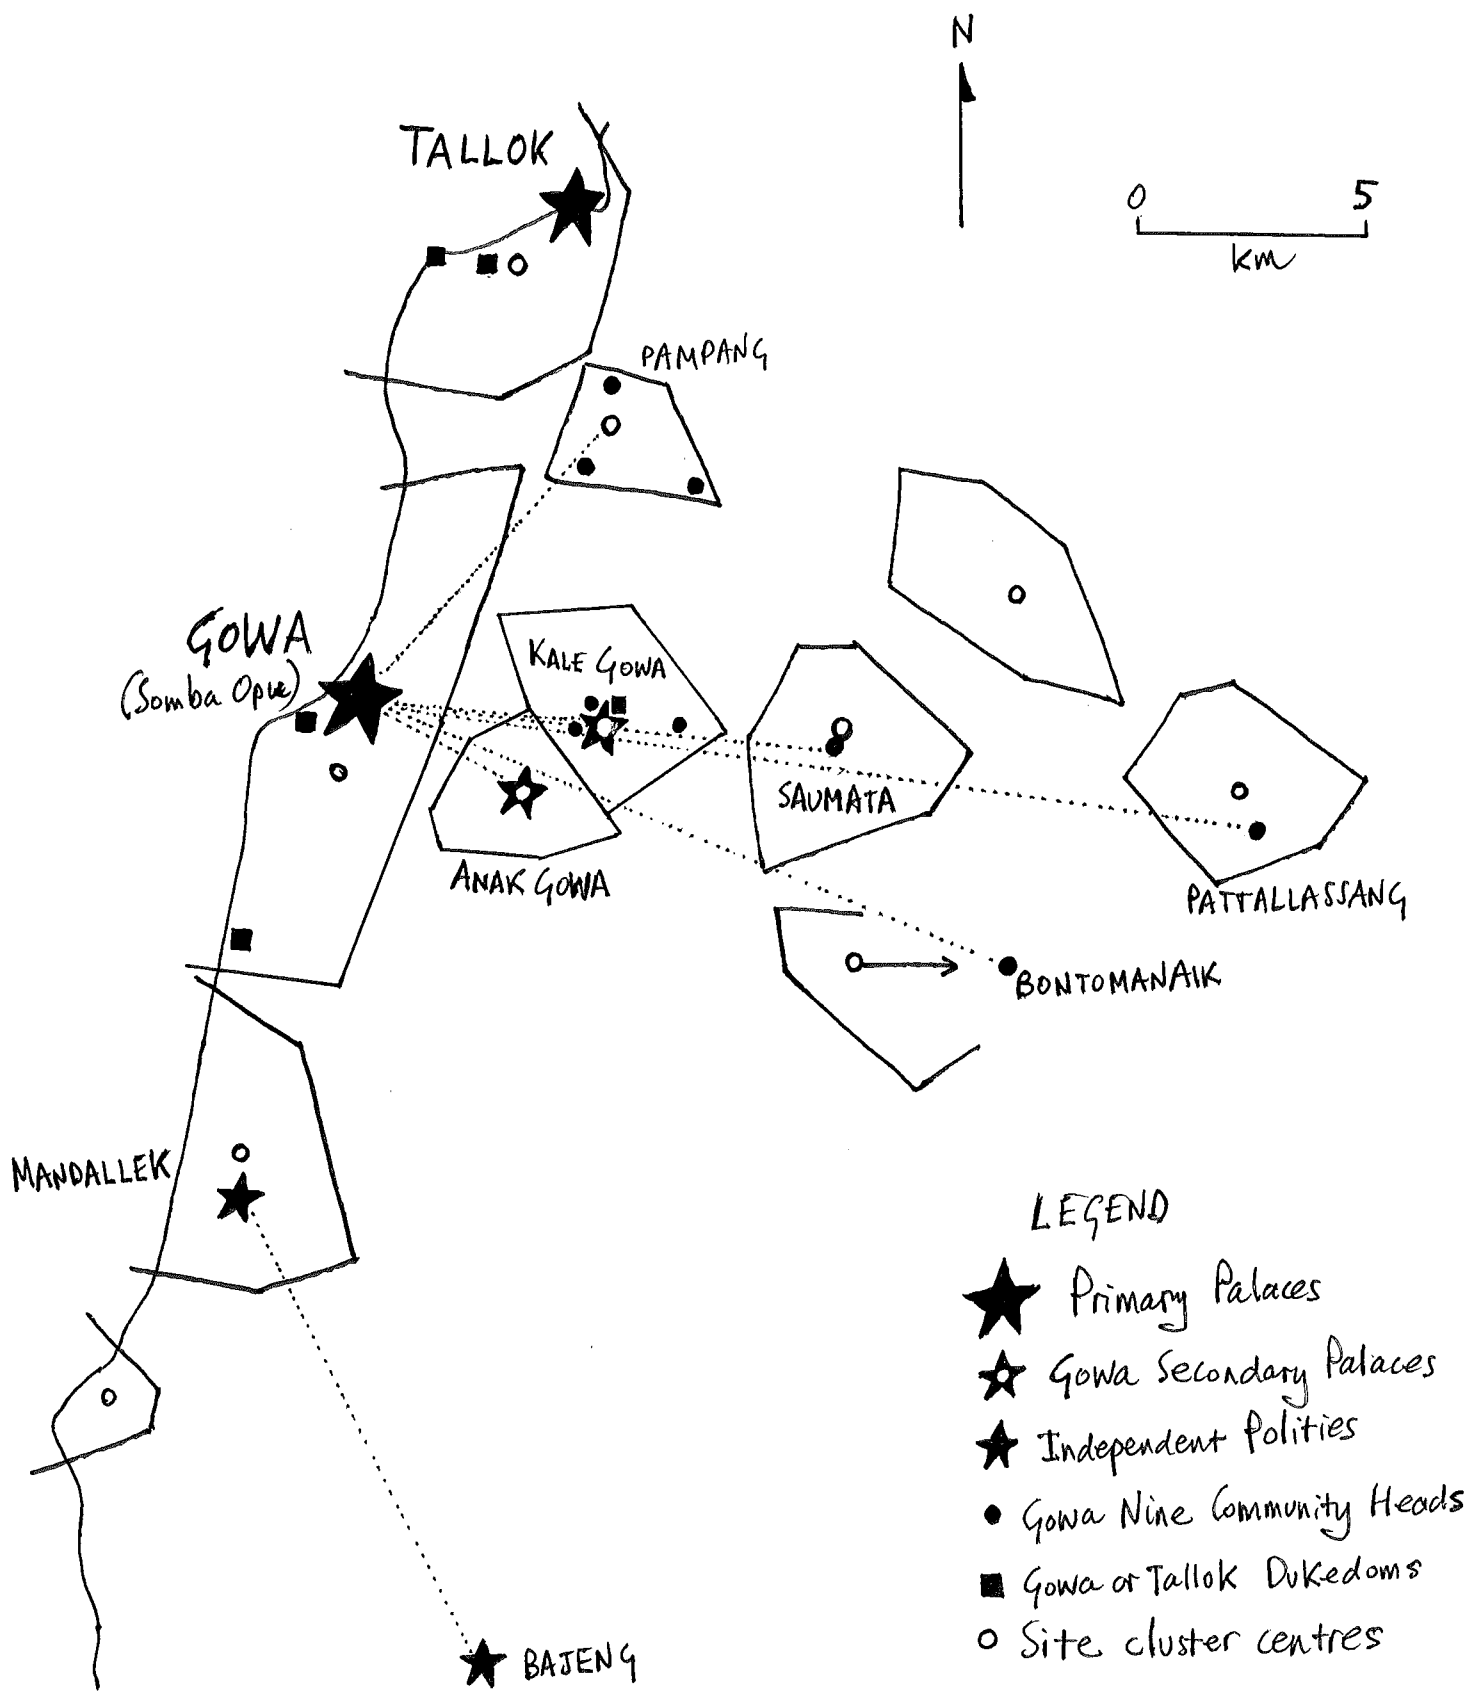 N
TALLOK
0 5
km
PAMPANG
GOWA
(Somba Opu)
KALE GOWA
SAUMATA
ANAK GOWA
PATTALLASSANG
BONTOMANAIK
MANDALLEK
BAJENG
LEGEND
Primary Palaces
Gowa Secondary Palaces
Independent Polities
Gowa Nine Community Heads
Gowa or Tallok Dukedoms
Site cluster centres